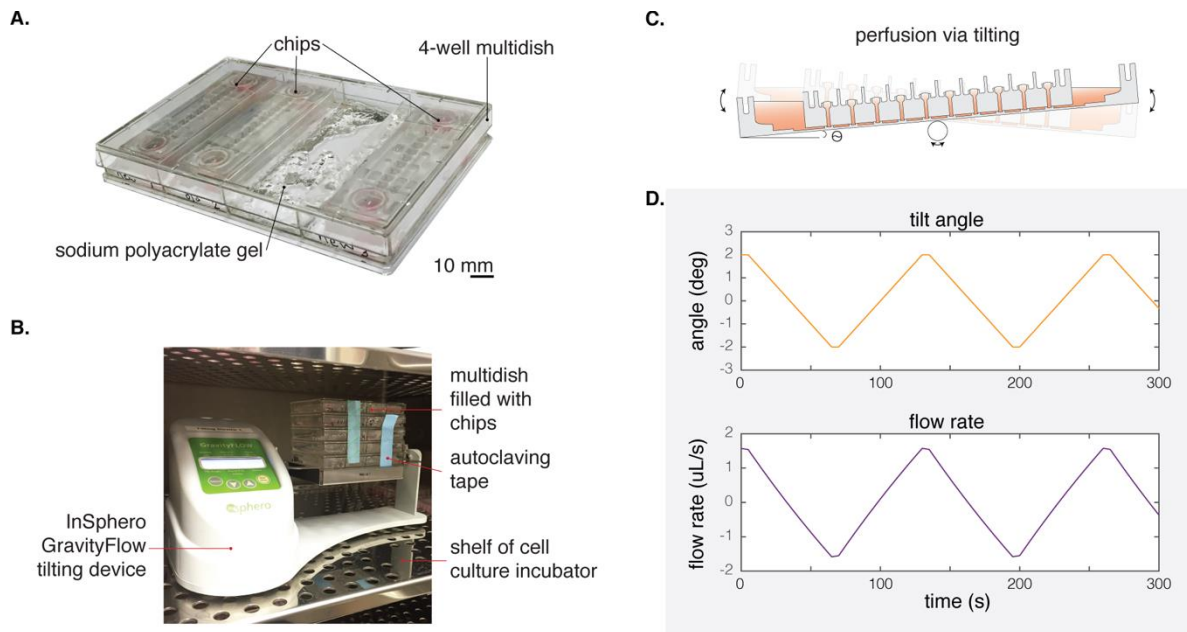 A.
chips
4-well multidish
sodium polyacrylate gel
10 mm
B.
multidish
filled with
chips
autoclaving
tape
GravityFlow
sphero
InSphero
GravityFlow
tilting device
shelf of cell
culture incubator
C.
perfusion via tilting
Θ
D.
tilt angle
angle (deg)
3
2
1
0
-1
-2
-3
0
100
200
300
flow rate
flow rate (uL/s)
2
1
0
-1
-2
0
100
200
300
time (s)